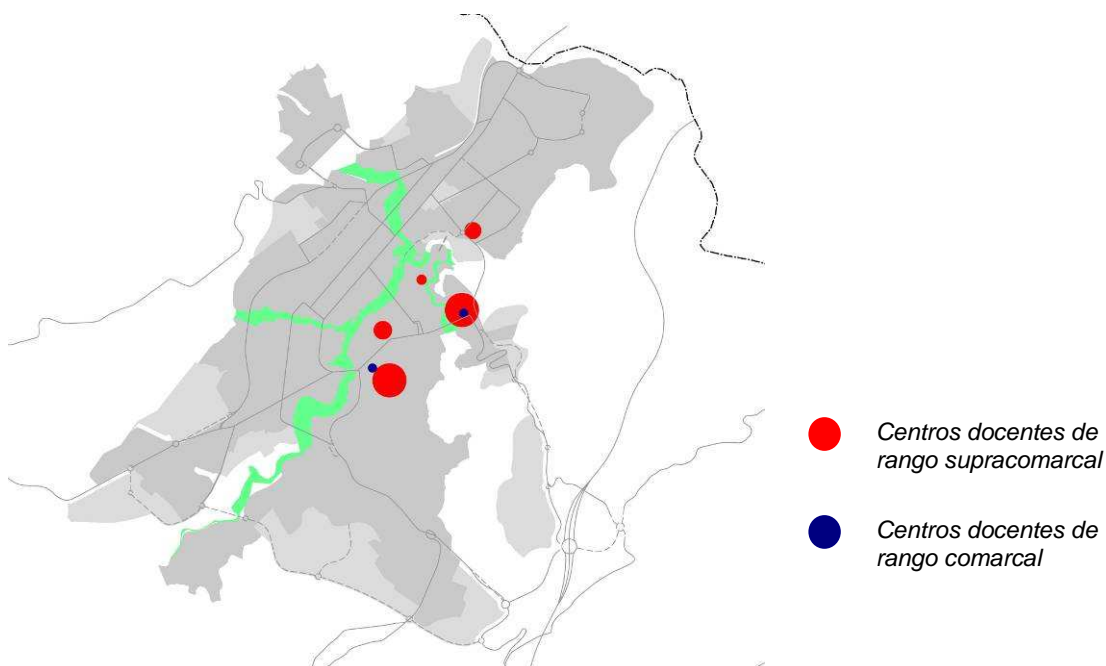 Centros docentes de
rango supracomarcal
Centros docentes de
rango comarcal